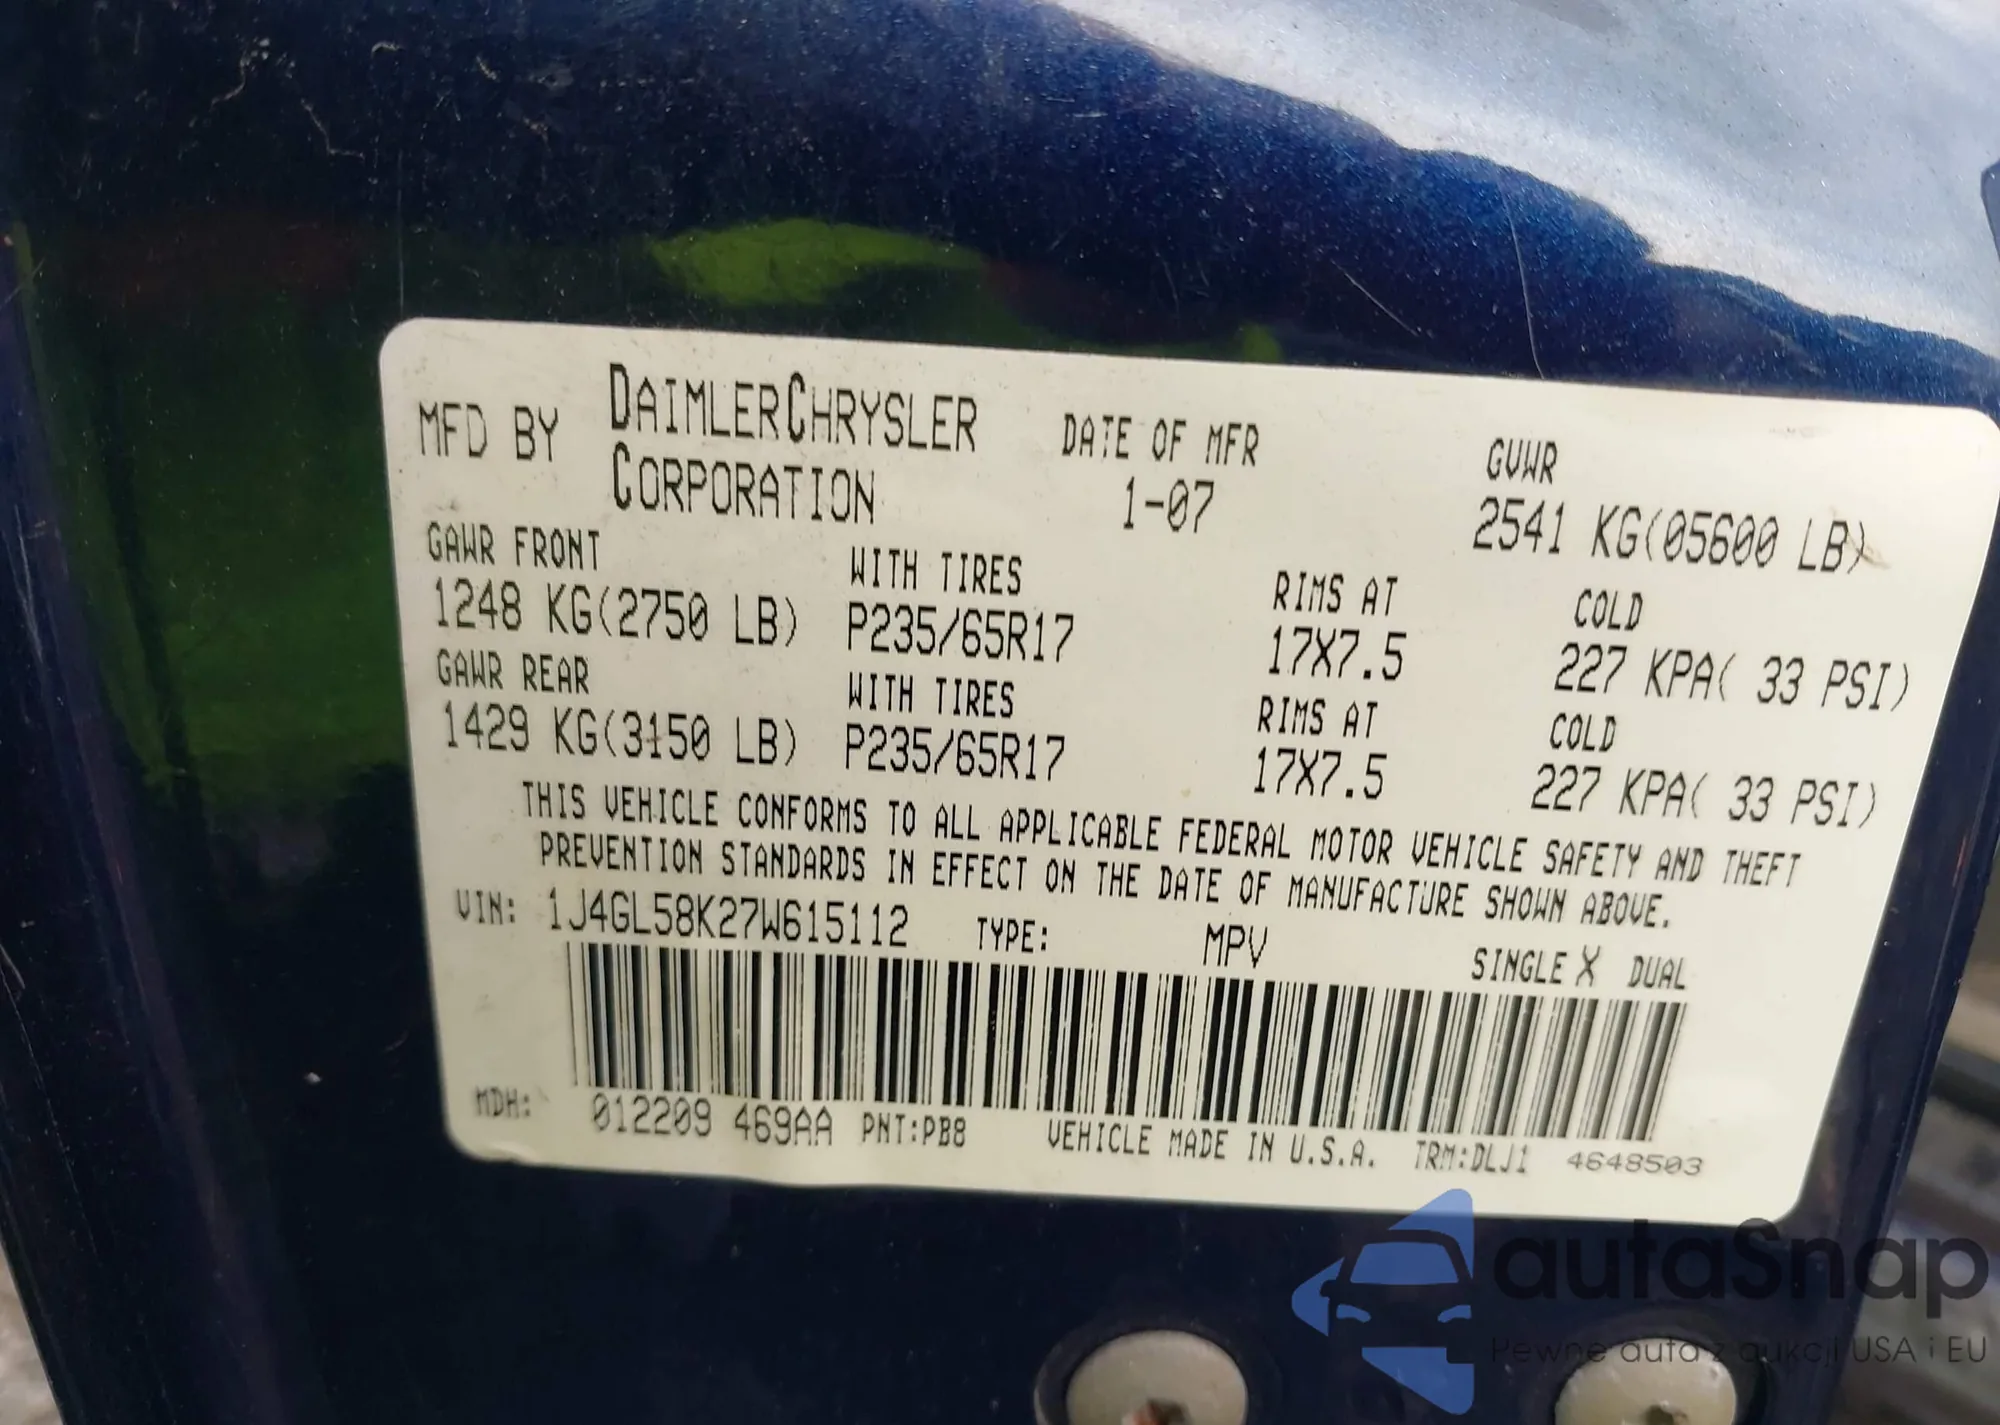 MFD BY DAIMLERCHRYSLER CORPORATION DATE OF MFR 1-07 GVWR 2541 KG(05600 LB)
GAWR FRONT WITH TIRES RIMS AT COLD
1248 KG(2750 LB) P235/65R17 17X7.5 227 KPA( 33 PSI)
GAWR REAR WITH TIRES RIMS AT COLD
1429 KG(3150 LB) P235/65R17 17X7.5 227 KPA( 33 PSI)
THIS VEHICLE CONFORMS TO ALL APPLICABLE FEDERAL MOTOR VEHICLE SAFETY AND THEFT
PREVENTION STANDARDS IN EFFECT ON THE DATE OF MANUFACTURE SHOWN ABOVE.
VIN: 1J4GL58K27W615112 TYPE: MPV SINGLE X DUAL
MDH: 012209 469AA PNT:PB8 VEHICLE MADE IN U.S.A. TRM:DLJ1 4648503
autaSnap
Pewne auta z aukcji USA i EU